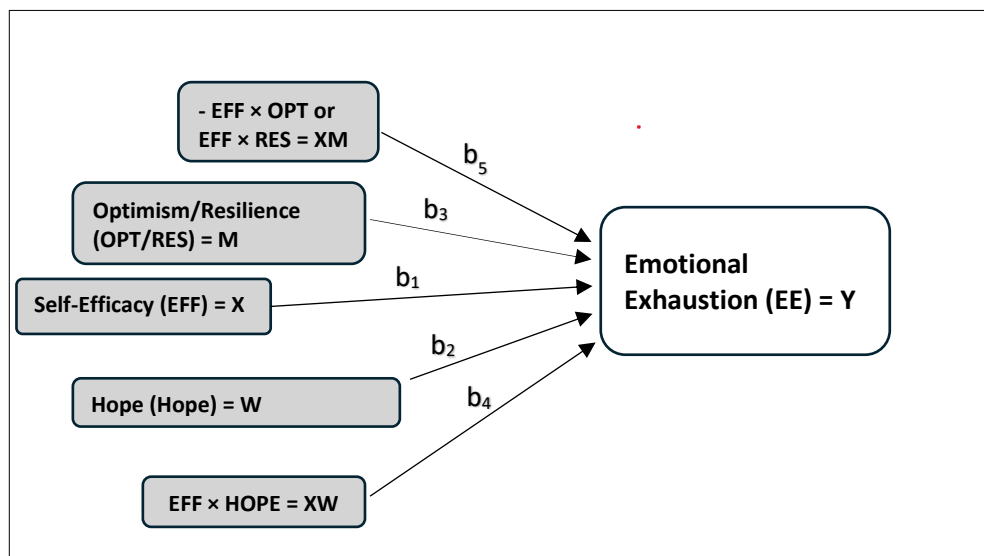 - EFF × OPT or
EFF × RES = XM
b₅
Optimism/Resilience
(OPT/RES) = M
b₃
Self-Efficacy (EFF) = X
b₁
Emotional
Exhaustion (EE) = Y
b₂
Hope (Hope) = W
b₄
EFF × HOPE = XW